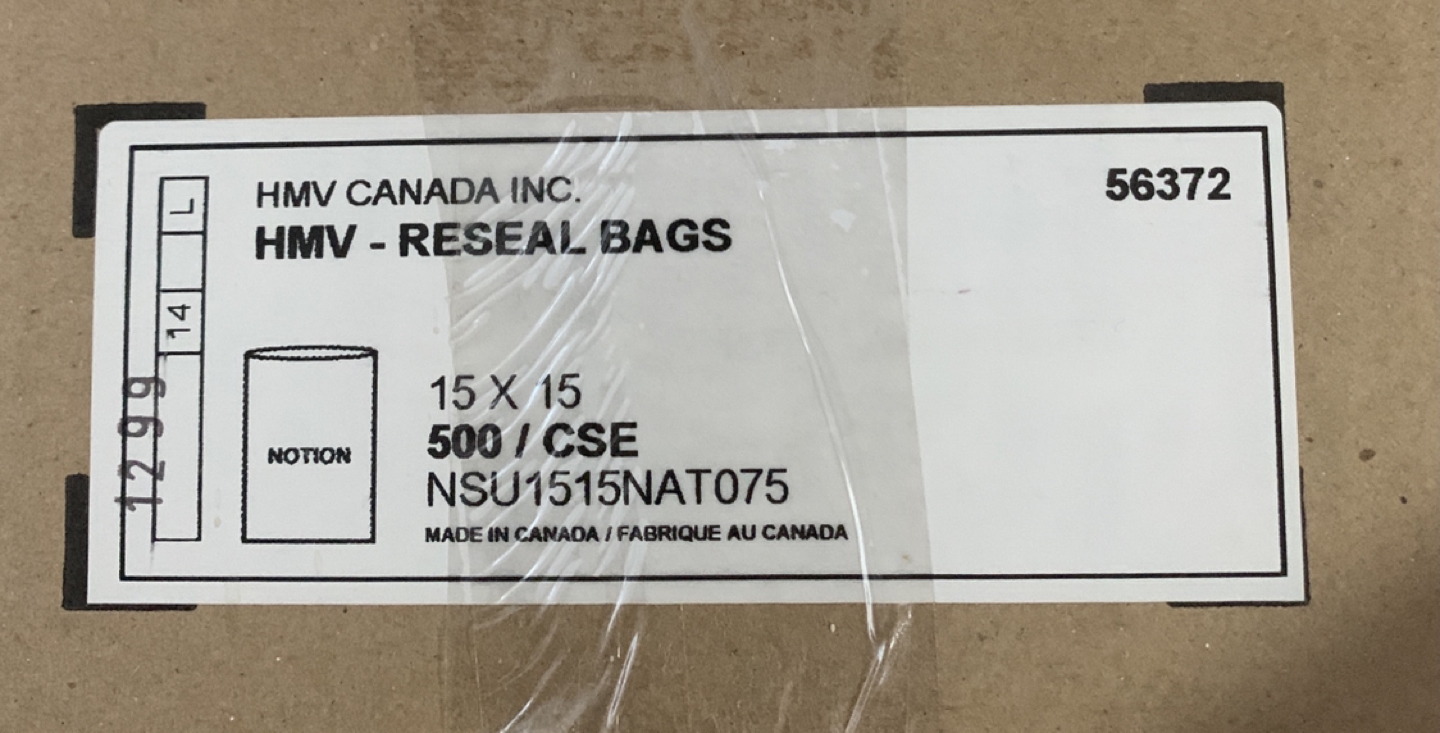 HMV CANADA INC.
HMV - RESEAL BAGS
56372
L
14
1299
NOTION
15 X 15
500 / CSE
NSU1515NAT075
MADE IN CANADA / FABRIQUE AU CANADA